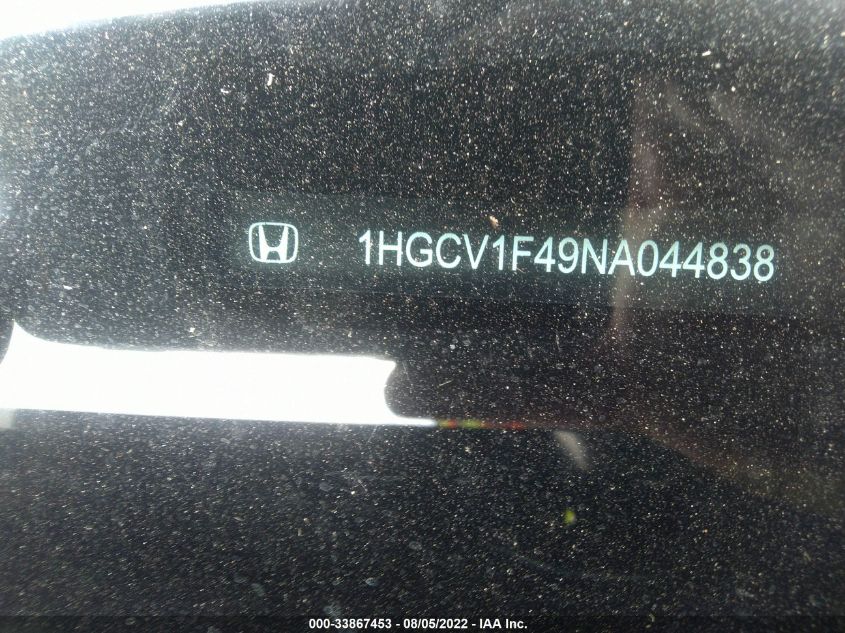 1HGCV1F49NA044838
000-33867453 - 08/05/2022 - IAA Inc.